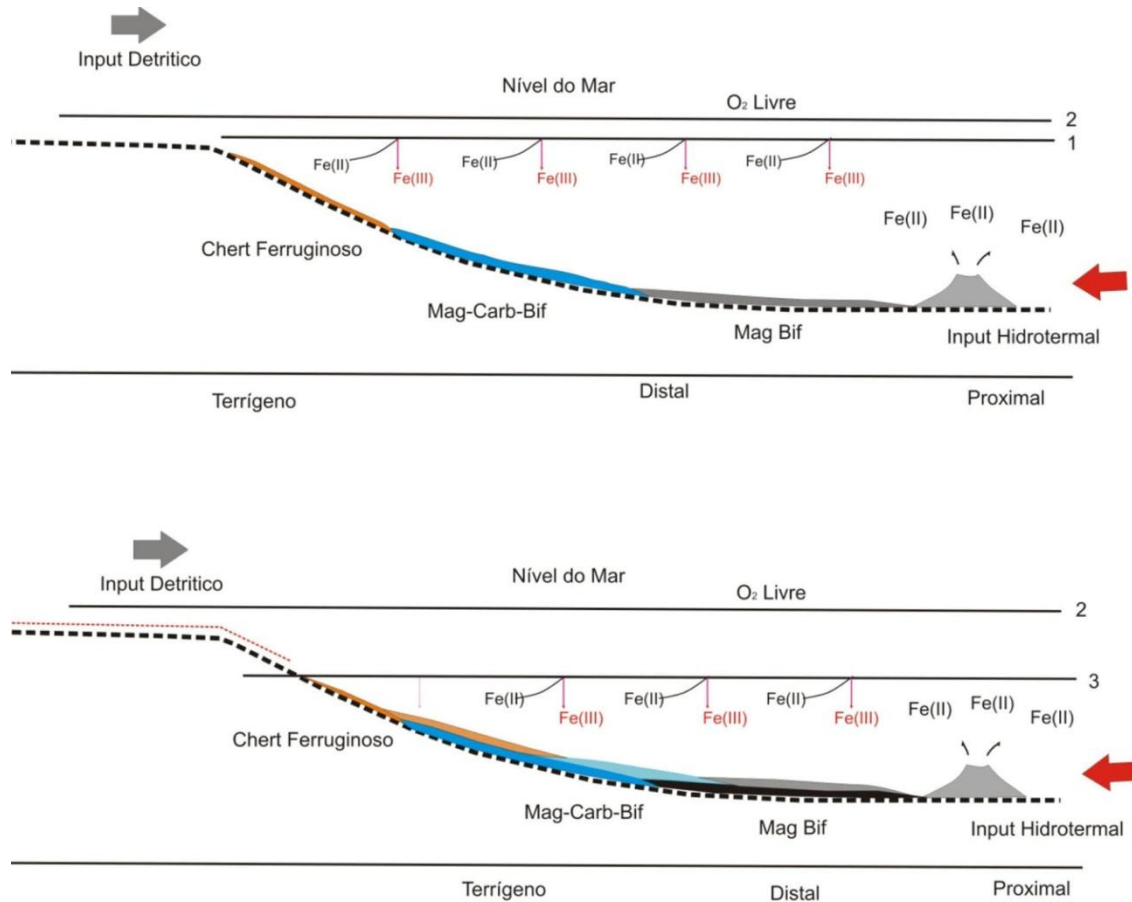 Input Detritico
Nível do Mar
O₂ Livre
2
1
Fe(II)
Fe(III)
Fe(II)
Fe(III)
Fe(II)
Fe(III)
Fe(II)
Fe(III)
Fe(II)
Fe(II)
Fe(II)
Chert Ferruginoso
Mag-Carb-Bif
Mag Bif
Input Hidrotermal
Terrígeno
Distal
Proximal
Input Detritico
Nível do Mar
O₂ Livre
2
3
Fe(II)
Fe(III)
Fe(II)
Fe(III)
Fe(II)
Fe(III)
Fe(II)
Fe(II)
Fe(II)
Chert Ferruginoso
Mag-Carb-Bif
Mag Bif
Input Hidrotermal
Terrígeno
Distal
Proximal